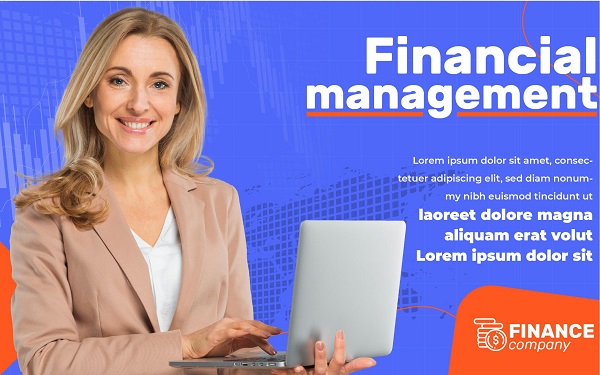 Financial
management
Lorem ipsum dolor sit amet, consec-
tetuer adipiscing elit, sed diam nonum-
my nibh euismod tincidunt ut
laoreet dolore magna
aliquam erat volut
Lorem ipsum dolor sit
FINANCE
company